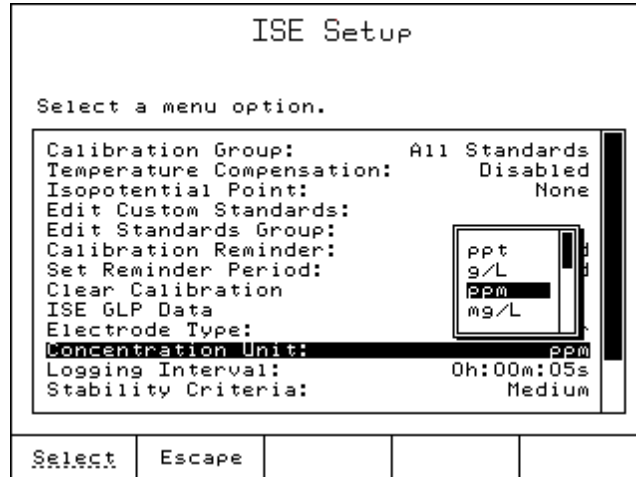 ISE Setup
Select a menu option.
Calibration Group: All Standards
Temperature Compensation: Disabled
Isopotential Point: None
Edit Custom Standards:
Edit Standards Group:
Calibration Reminder:
Set Reminder Period:
Clear Calibration
ISE GLP Data
Electrode Type:
ppt
g/L
ppm
mg/L
Concentration Unit: ppm
Logging Interval: 0h:00m:05s
Stability Criteria: Medium
Select Escape